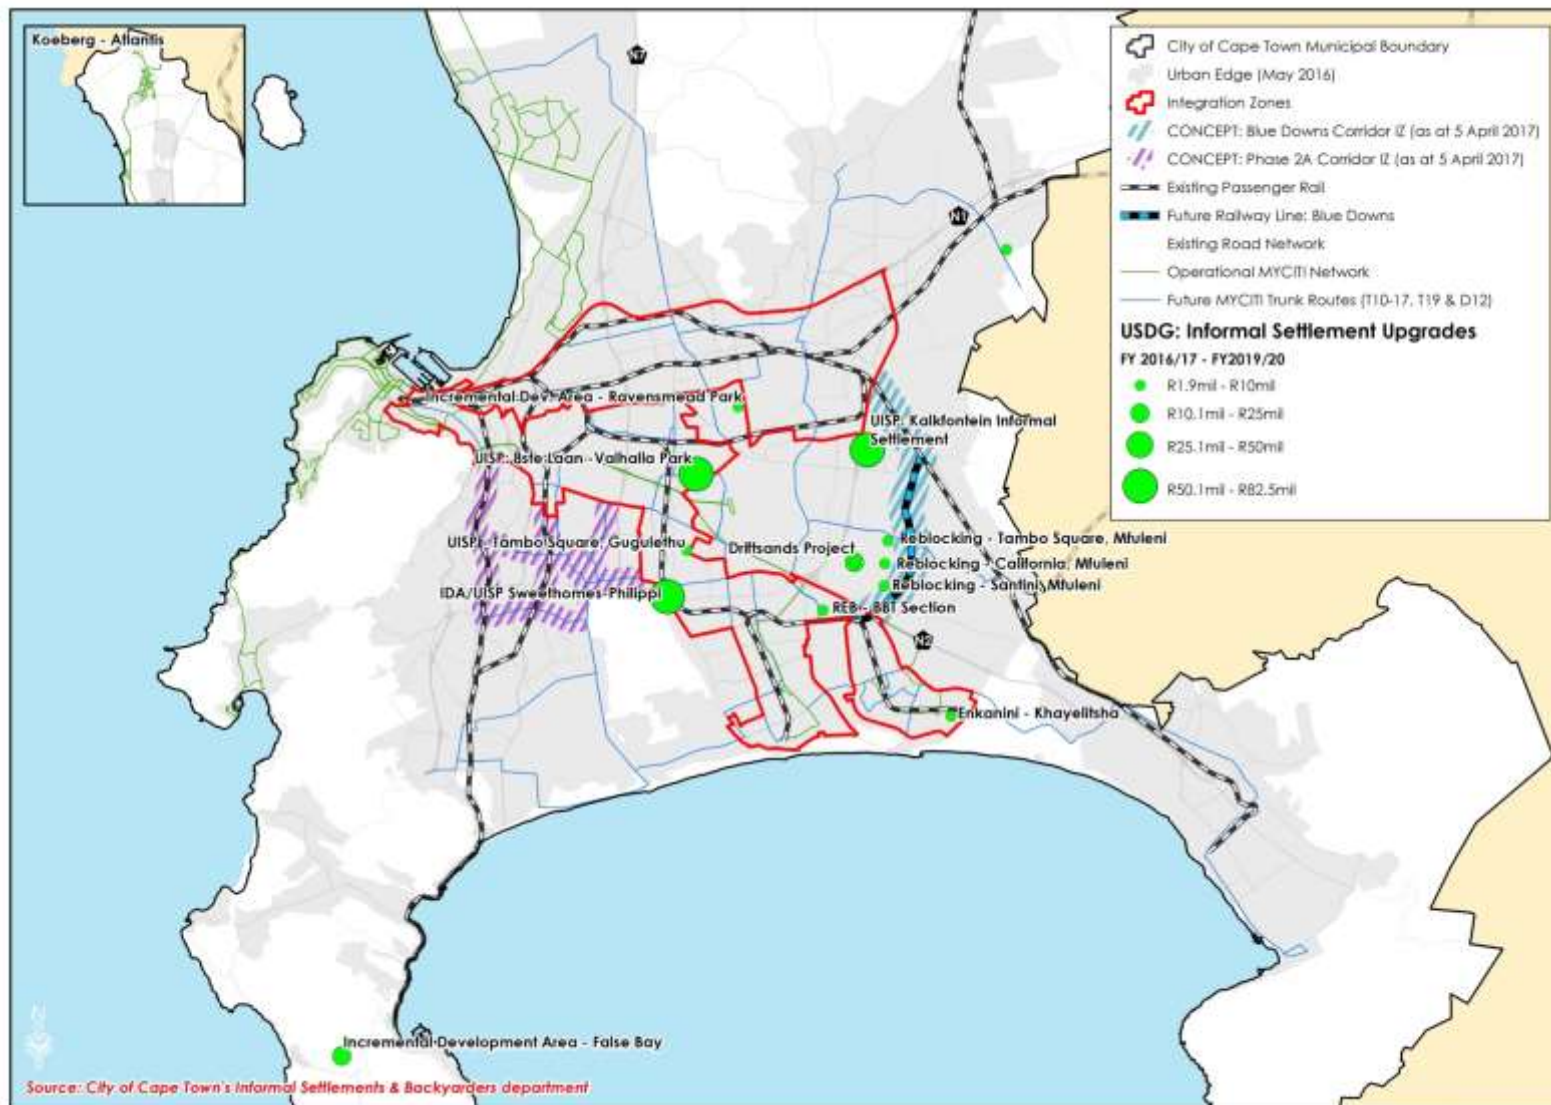 Koeberg - Atlantis
N7
N1
City of Cape Town Municipal Boundary
Urban Edge (May 2016)
Integration Zones
CONCEPT: Blue Downs Corridor IZ (as at 5 April 2017)
CONCEPT: Phase 2A Corridor IZ (as at 5 April 2017)
Existing Passenger Rail
Future Railway Line: Blue Downs
Existing Road Network
Operational MYCITI Network
Future MYCITI Trunk Routes (T10-17, T19 & D12)
USDG: Informal Settlement Upgrades
FY 2016/17 - FY2019/20
R1.9mil - R10mil
R10.1mil - R25mil
R25.1mil - R50mil
R50.1mil - R82.5mil
Incremental Dev. Area - Ravensmead Park
UISP: Kalkfontein Informal
Settlement
UISP: 8ste Laan - Valhalla Park
UISP: Tambo Square, Gugulethu
Driftsands Project
Reblocking - Tambo Square, Mfuleni
Reblocking - California, Mfuleni
Reblocking - Santini, Mfuleni
IDA/UISP Sweethomes-Philippi
REB - BBT Section
N2
Enkanini - Khayelitsha
Incremental Development Area - False Bay
Source: City of Cape Town's Informal Settlements & Backyarders department